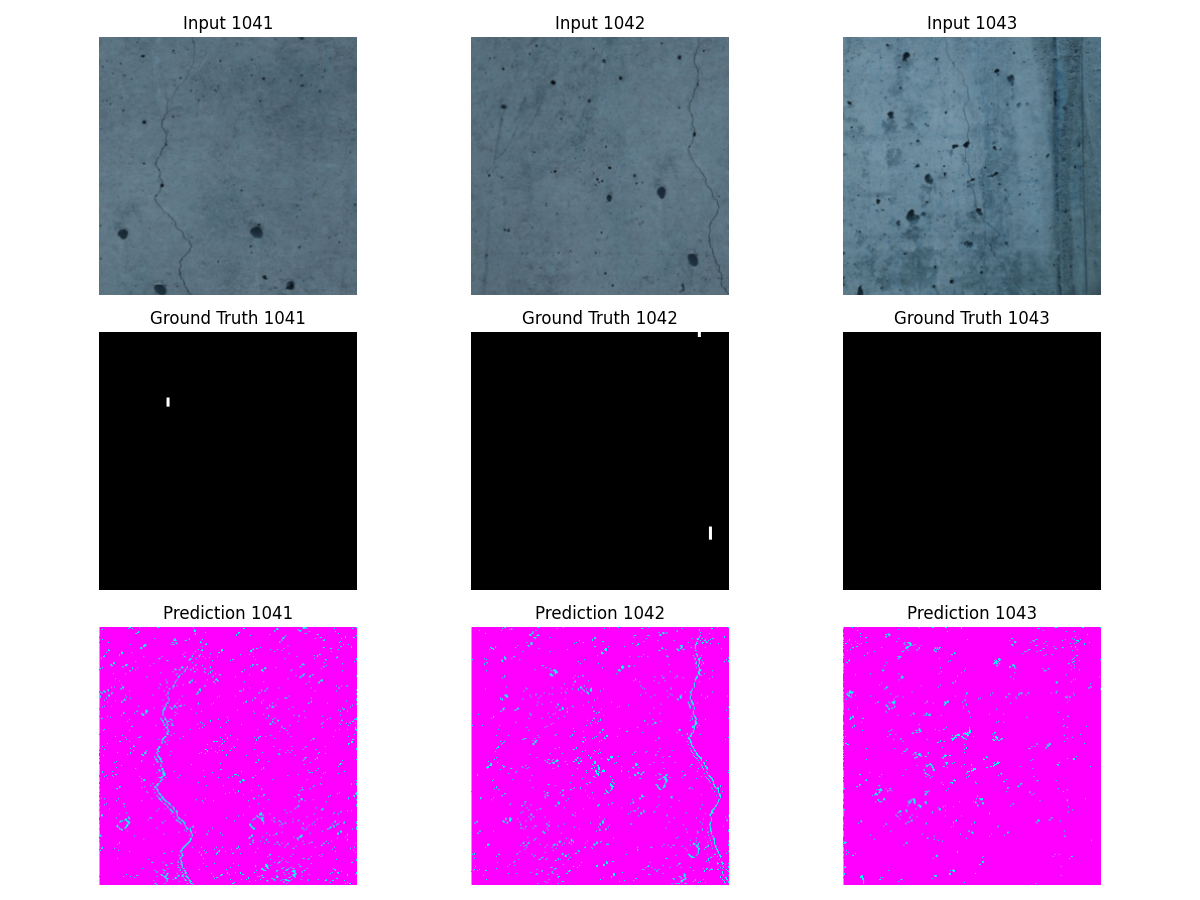 Input 1041
Input 1042
Input 1043
Ground Truth 1041
Ground Truth 1042
Ground Truth 1043
Prediction 1041
Prediction 1042
Prediction 1043